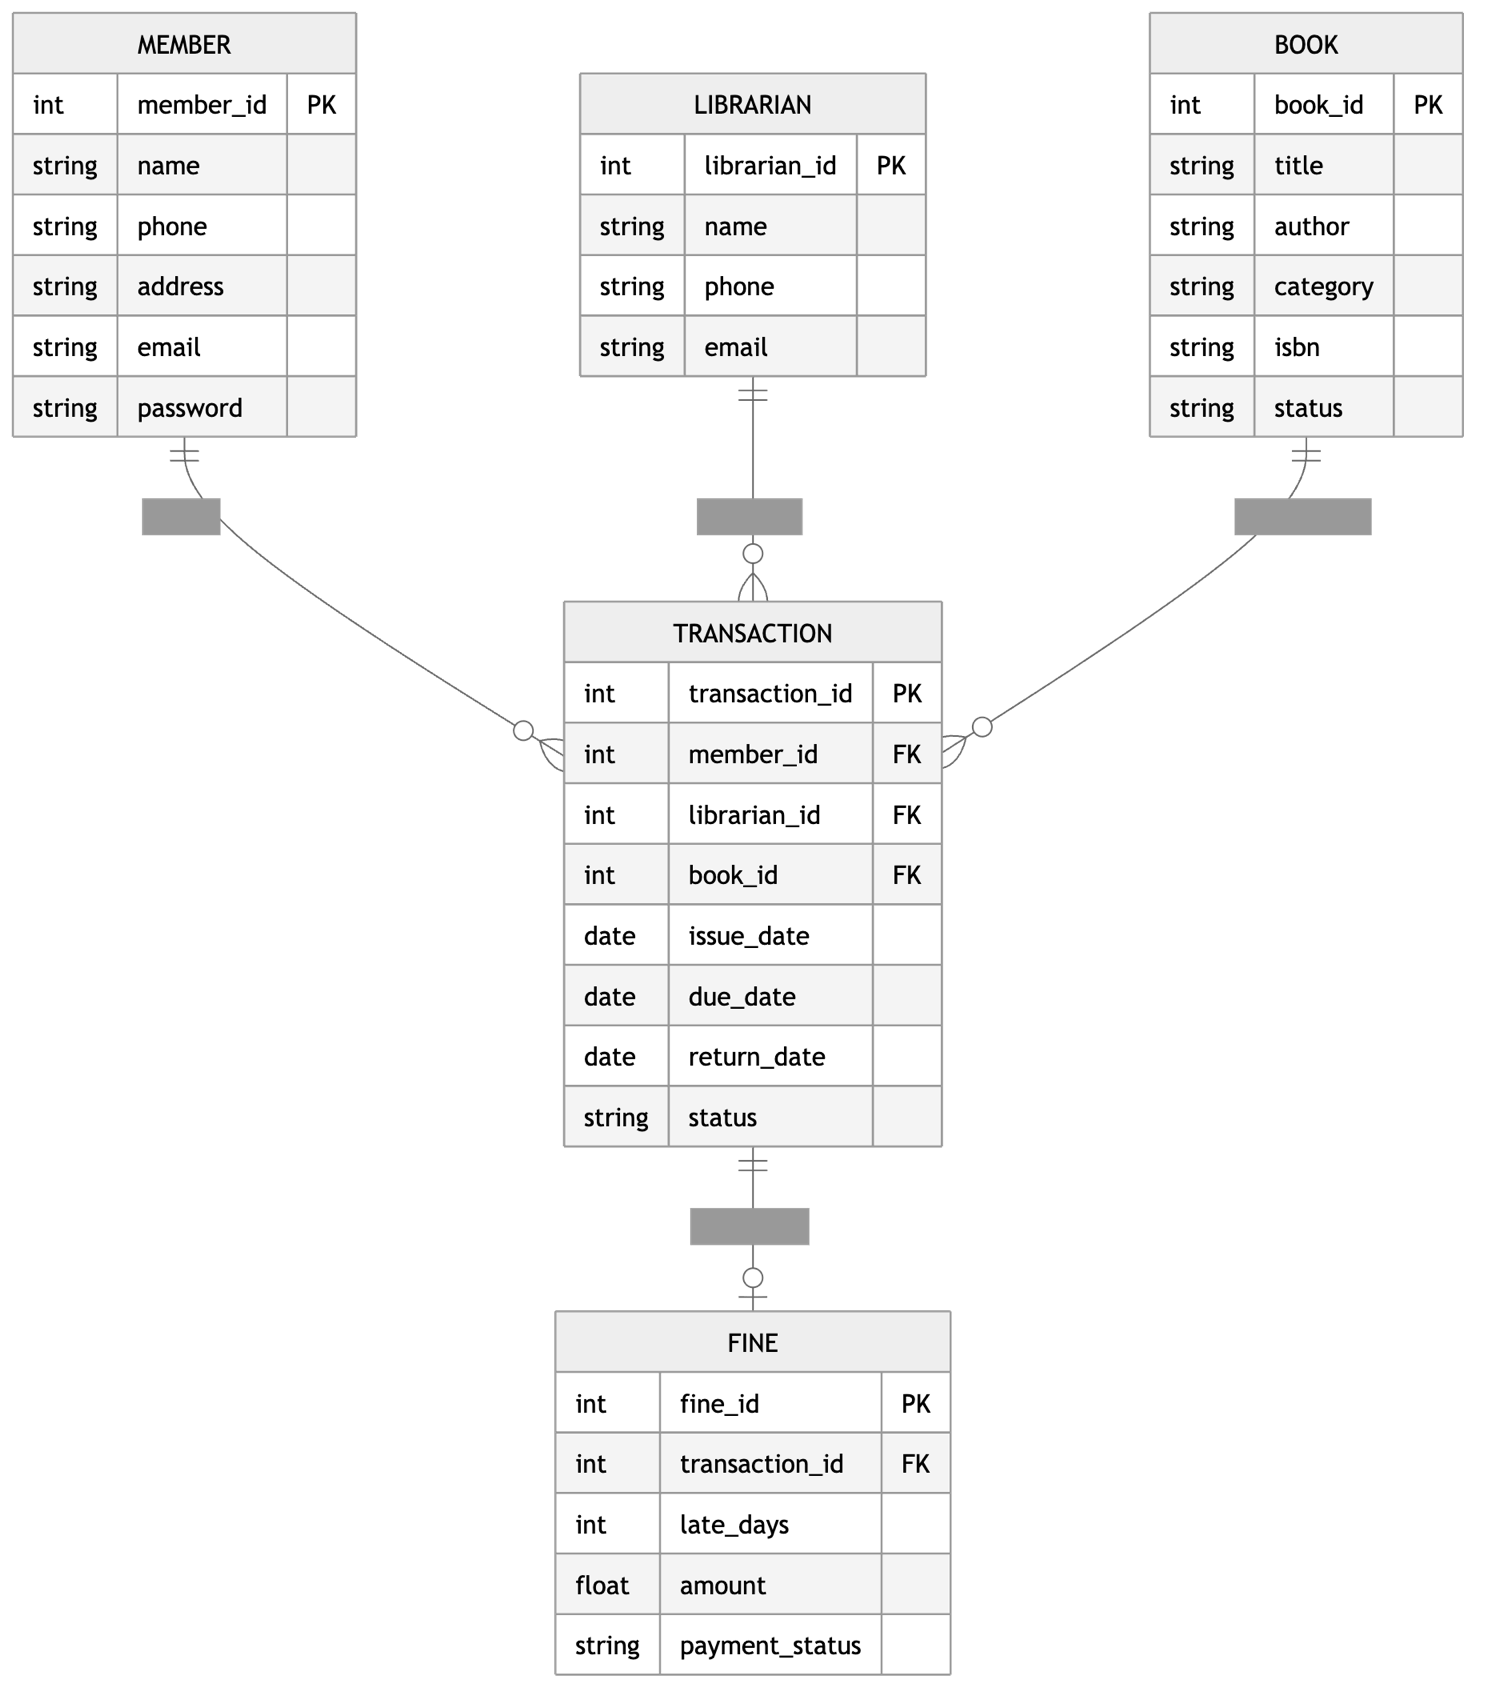 MEMBER
int member_id PK
string name
string phone
string address
string email
string password
LIBRARIAN
int librarian_id PK
string name
string phone
string email
BOOK
int book_id PK
string title
string author
string category
string isbn
string status
TRANSACTION
int transaction_id PK
int member_id FK
int librarian_id FK
int book_id FK
date issue_date
date due_date
date return_date
string status
FINE
int fine_id PK
int transaction_id FK
int late_days
float amount
string payment_status